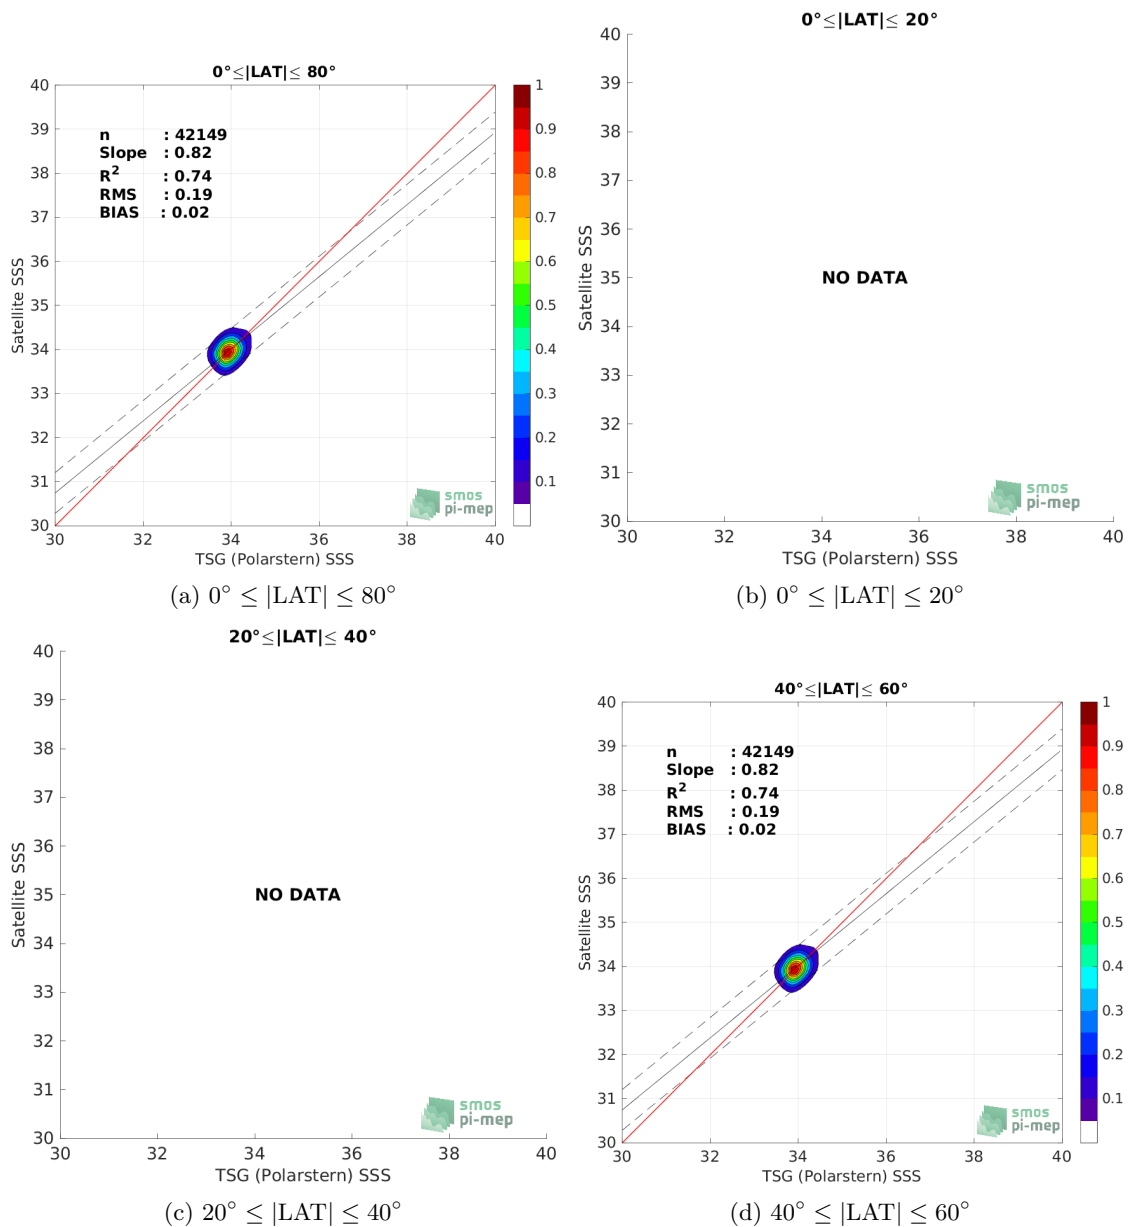 0°≤|LAT|≤ 80°
40
39
38
37
36
35
34
33
32
31
30
Satellite SSS
n : 42149
Slope : 0.82
R² : 0.74
RMS : 0.19
BIAS : 0.02
smos
pi-mep
30 32 34 36 38 40
TSG (Polarstern) SSS
1
0.9
0.8
0.7
0.6
0.5
0.4
0.3
0.2
0.1
(a) 0° ≤ |LAT| ≤ 80°
0°≤|LAT|≤ 20°
40
39
38
37
36
35
34
33
32
31
30
Satellite SSS
NO DATA
smos
pi-mep
30 32 34 36 38 40
TSG (Polarstern) SSS
(b) 0° ≤ |LAT| ≤ 20°
20°≤|LAT|≤ 40°
40
39
38
37
36
35
34
33
32
31
30
Satellite SSS
NO DATA
smos
pi-mep
30 32 34 36 38 40
TSG (Polarstern) SSS
(c) 20° ≤ |LAT| ≤ 40°
40°≤|LAT|≤ 60°
40
39
38
37
36
35
34
33
32
31
30
Satellite SSS
n : 42149
Slope : 0.82
R² : 0.74
RMS : 0.19
BIAS : 0.02
smos
pi-mep
30 32 34 36 38 40
TSG (Polarstern) SSS
1
0.9
0.8
0.7
0.6
0.5
0.4
0.3
0.2
0.1
(d) 40° ≤ |LAT| ≤ 60°